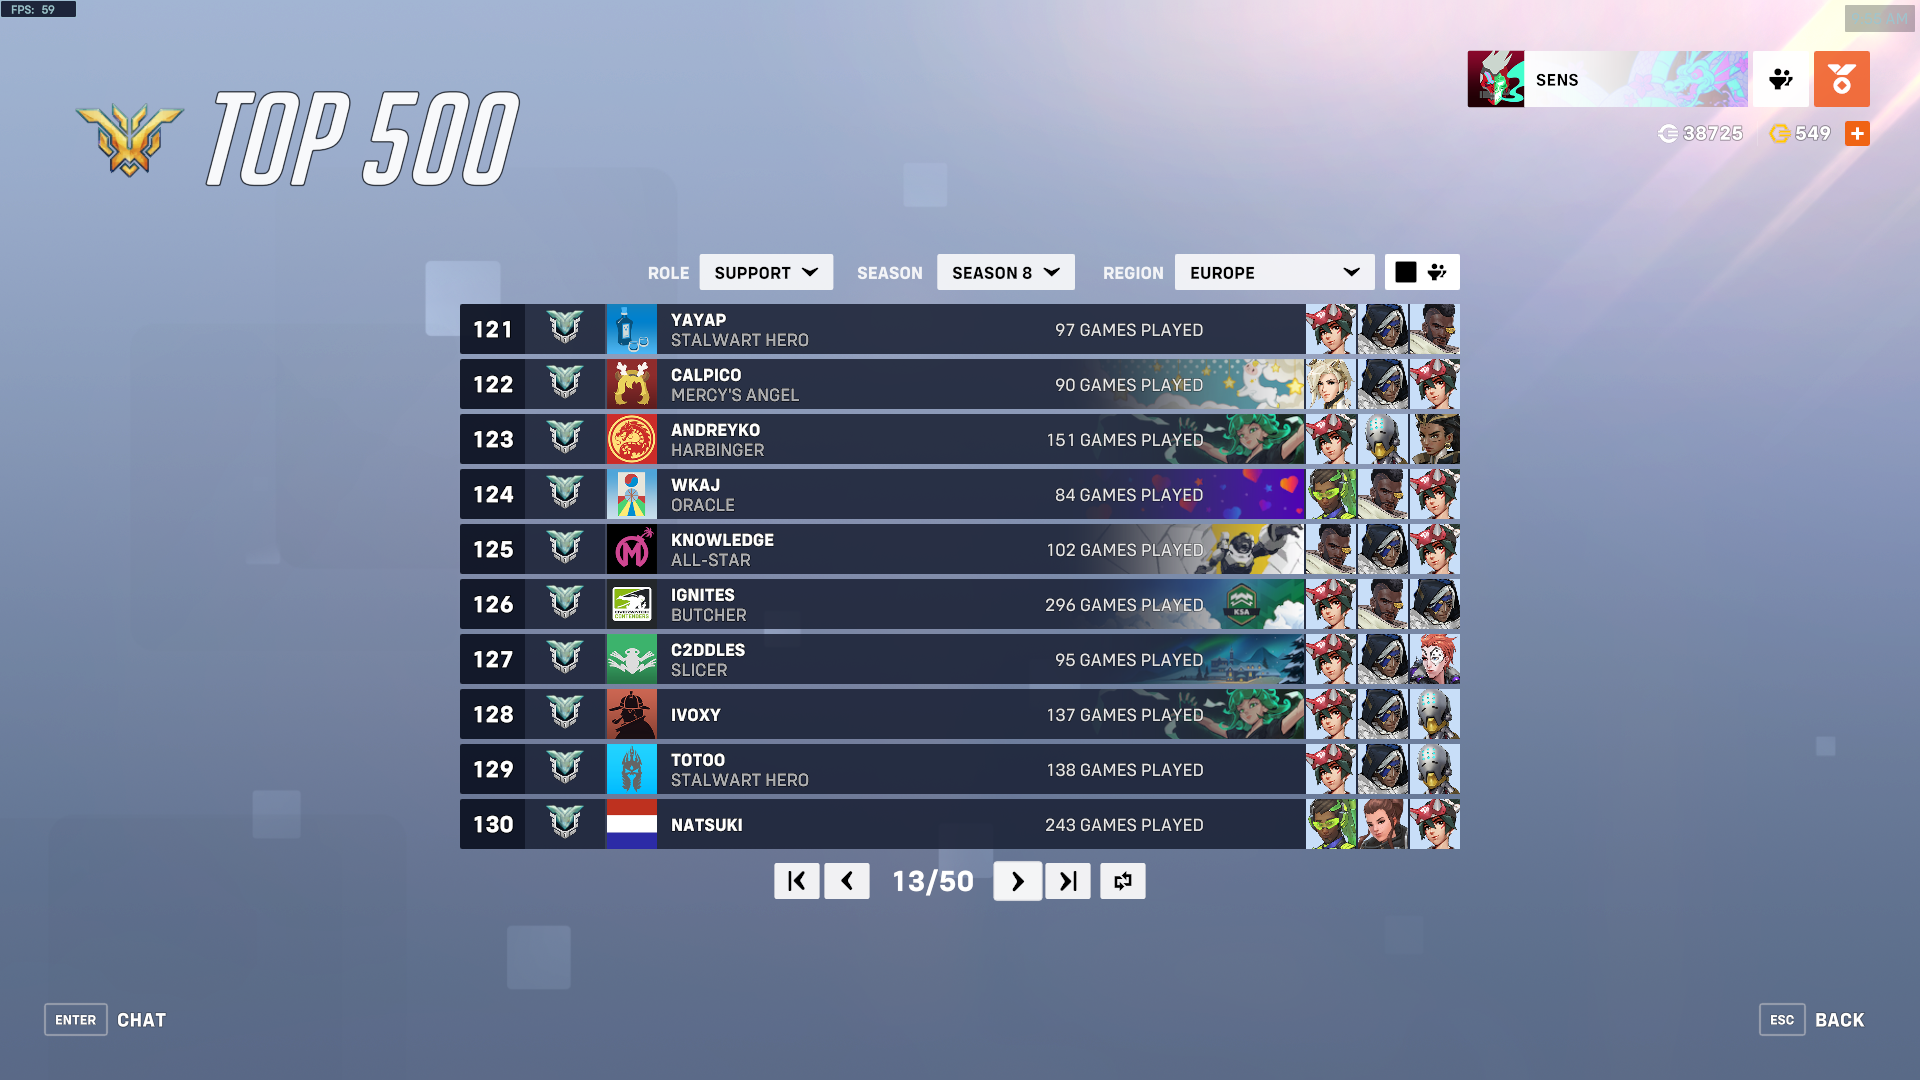 FPS: 59
TOP 500
SENS
38725
549
ROLE SUPPORT SEASON SEASON 8 REGION EUROPE
121 YAYAP STALWART HERO 97 GAMES PLAYED
122 CALPICO MERCY'S ANGEL 90 GAMES PLAYED
123 ANDREYKO HARBINGER 151 GAMES PLAYED
124 WKAJ ORACLE 84 GAMES PLAYED
125 KNOWLEDGE ALL-STAR 102 GAMES PLAYED
126 IGNITES BUTCHER 296 GAMES PLAYED KSA
127 C2DDLES SLICER 95 GAMES PLAYED
128 IVOXY 137 GAMES PLAYED
129 TOTOO STALWART HERO 138 GAMES PLAYED
130 NATSUKI 243 GAMES PLAYED
13/50
ENTER CHAT
ESC BACK